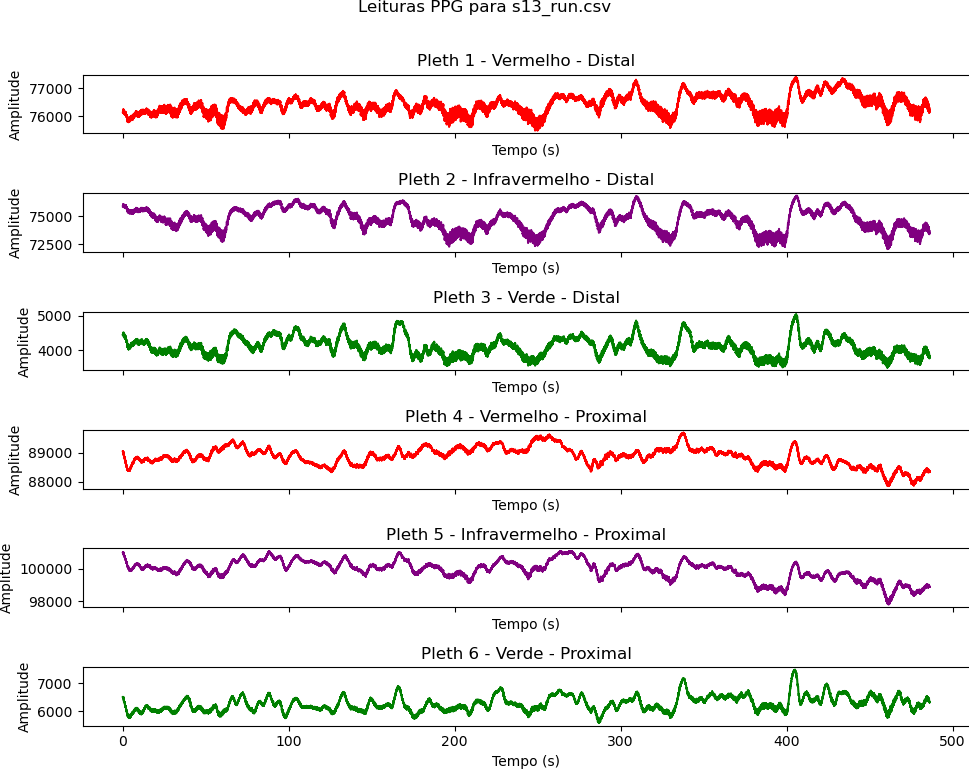 Leituras PPG para s13_run.csv
Pleth 1 - Vermelho - Distal
Amplitude
77000
76000
Tempo (s)
Pleth 2 - Infravermelho - Distal
Amplitude
75000
72500
Tempo (s)
Pleth 3 - Verde - Distal
Amplitude
5000
4000
Tempo (s)
Pleth 4 - Vermelho - Proximal
Amplitude
89000
88000
Tempo (s)
Pleth 5 - Infravermelho - Proximal
Amplitude
100000
98000
Tempo (s)
Pleth 6 - Verde - Proximal
Amplitude
7000
6000
0 100 200 300 400 500
Tempo (s)